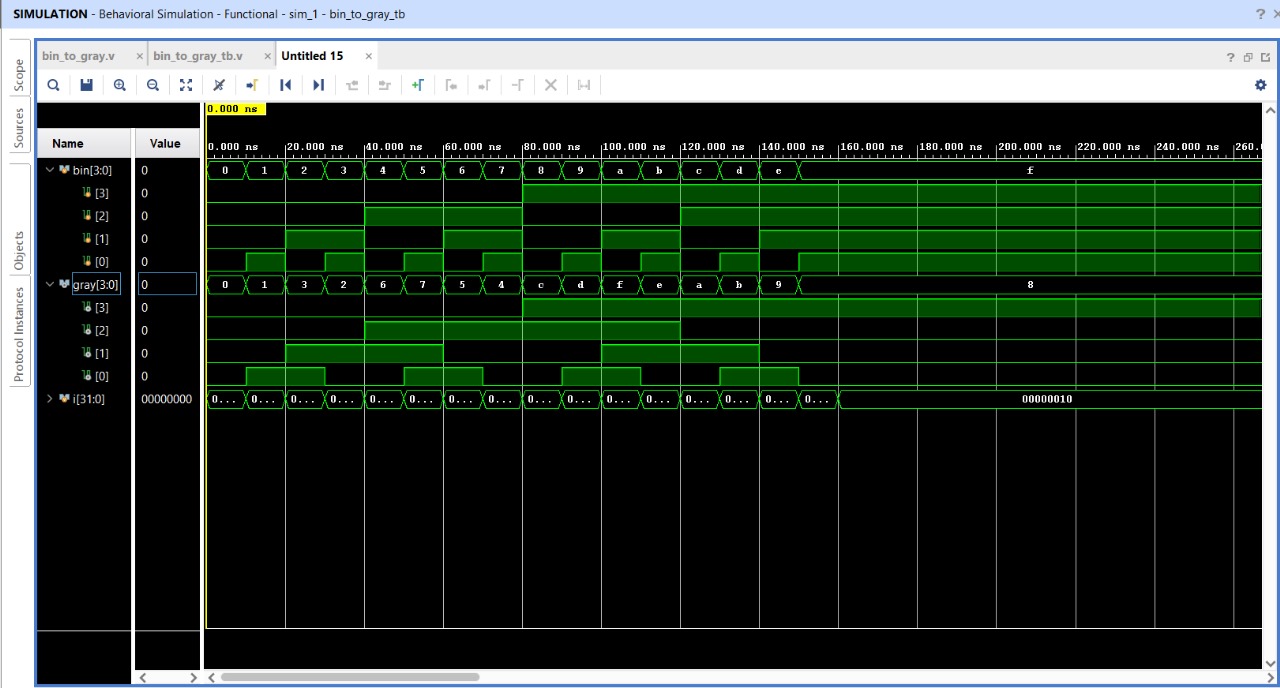 SIMULATION - Behavioral Simulation - Functional - sim_1 - bin_to_gray_tb
Scope
Sources
Objects
Protocol Instances
bin_to_gray.v
bin_to_gray_tb.v
Untitled 15
0.000 ns
Name Value
0.000 ns 20.000 ns 40.000 ns 60.000 ns 80.000 ns 100.000 ns 120.000 ns 140.000 ns 160.000 ns 180.000 ns 200.000 ns 220.000 ns 240.000 ns 260.
bin[3:0] 0 0 1 2 3 4 5 6 7 8 9 a b c d e f
[3] 0
[2] 0
[1] 0
[0] 0
gray[3:0] 0 0 1 3 2 6 7 5 4 c d f e a b 9 8
[3] 0
[2] 0
[1] 0
[0] 0
i[31:0] 00000000 0... 0... 0... 0... 0... 0... 0... 0... 0... 0... 0... 0... 0... 0... 0... 0... 00000010